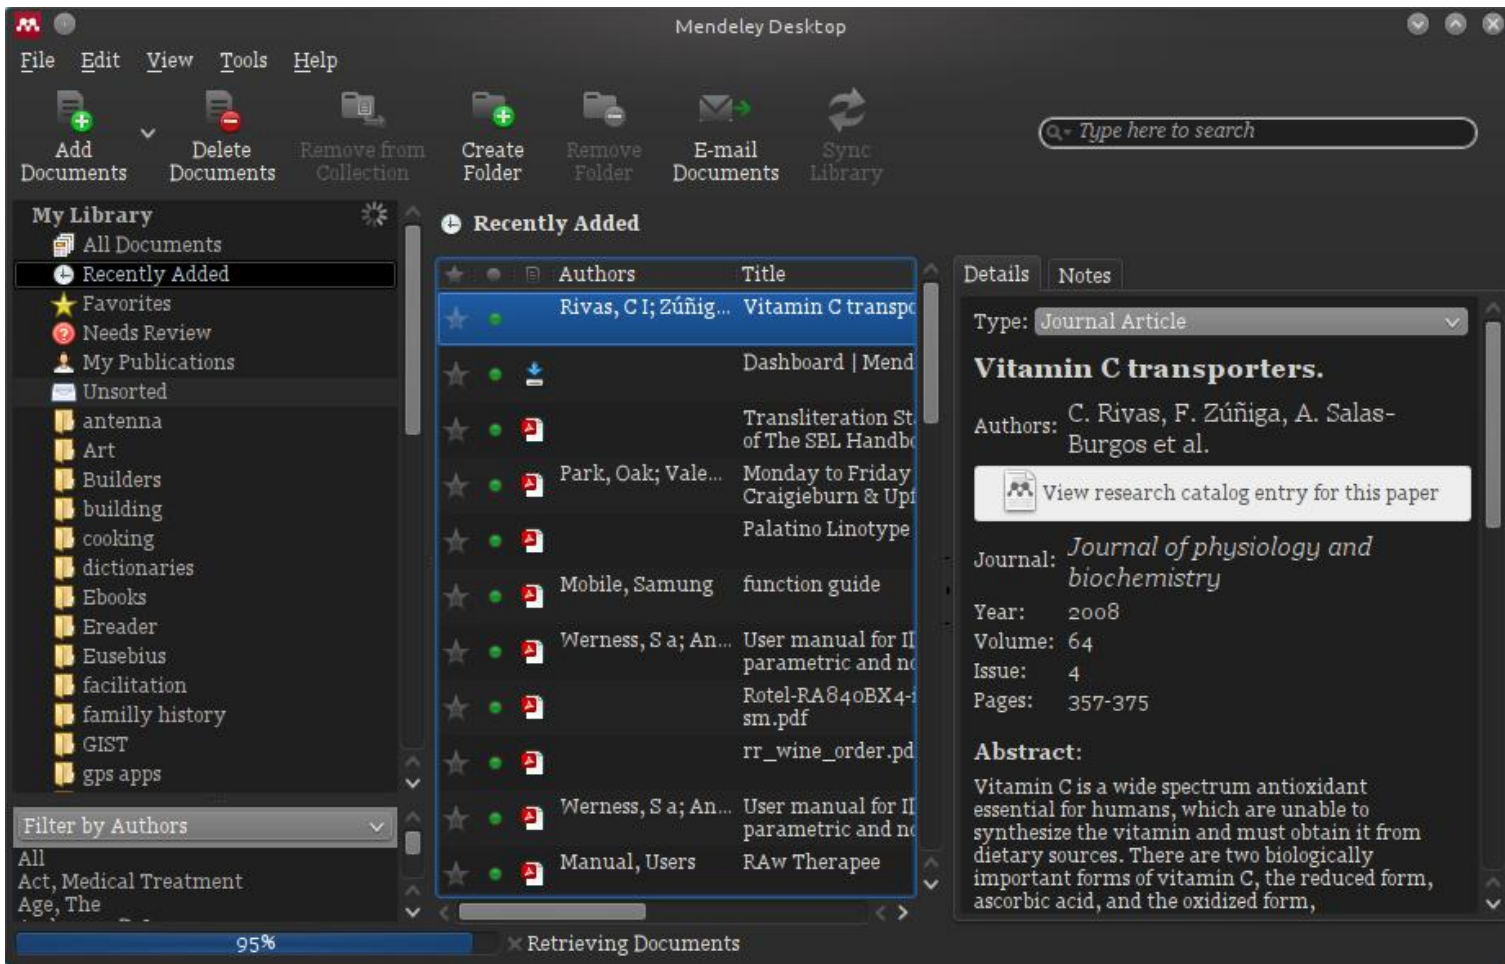 Mendeley Desktop
File Edit View Tools Help
Add Documents
Delete Documents
Remove from Collection
Create Folder
Remove Folder
E-mail Documents
Sync Library
Type here to search
My Library
All Documents
Recently Added
Favorites
Needs Review
My Publications
Unsorted
antenna
Art
Builders
building
cooking
dictionaries
Ebooks
Ereader
Eusebius
facilitation
familly history
GIST
gps apps
Filter by Authors
All
Act, Medical Treatment
Age, The
Recently Added
Authors Title
Rivas, C I; Zúñig... Vitamin C transpo
Dashboard | Mend
Transliteration St
of The SBL Handbo
Park, Oak; Vale... Monday to Friday
Craigieburn & Upf
Palatino Linotype
Mobile, Samung function guide
Werness, S a; An... User manual for I
parametric and no
Rotel-RA840BX4-i
sm.pdf
rr_wine_order.pd
Werness, S a; An... User manual for I
parametric and no
Manual, Users RAw Therapee
Details Notes
Type: Journal Article
Vitamin C transporters.
Authors: C. Rivas, F. Zúñiga, A. Salas-
Burgos et al.
View research catalog entry for this paper
Journal: Journal of physiology and
biochemistry
Year: 2008
Volume: 64
Issue: 4
Pages: 357-375
Abstract:
Vitamin C is a wide spectrum antioxidant
essential for humans, which are unable to
synthesize the vitamin and must obtain it from
dietary sources. There are two biologically
important forms of vitamin C, the reduced form,
ascorbic acid, and the oxidized form,
95%
Retrieving Documents